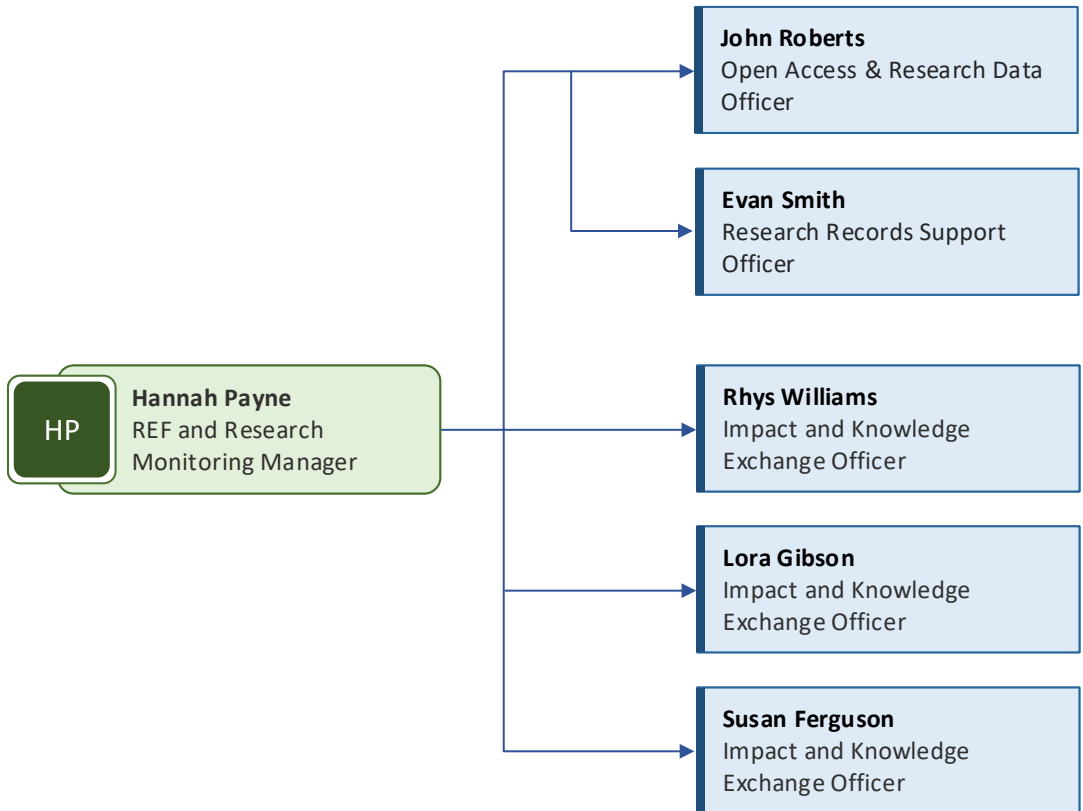 John Roberts
Open Access & Research Data
Officer
Evan Smith
Research Records Support
Officer
HP
Hannah Payne
REF and Research
Monitoring Manager
Rhys Williams
Impact and Knowledge
Exchange Officer
Lora Gibson
Impact and Knowledge
Exchange Officer
Susan Ferguson
Impact and Knowledge
Exchange Officer